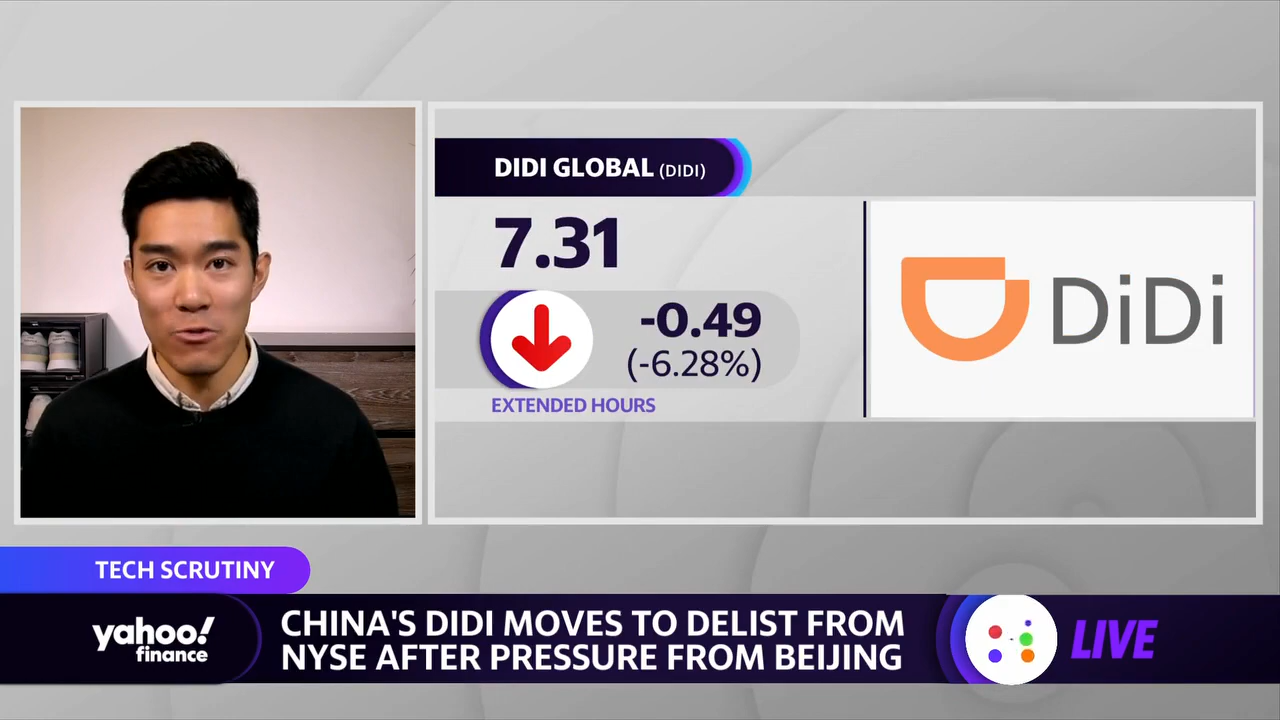 DIDI GLOBAL (DIDI)
7.31
-0.49
(-6.28%)
EXTENDED HOURS
DiDi
TECH SCRUTINY
yahoo!
finance
CHINA'S DIDI MOVES TO DELIST FROM
NYSE AFTER PRESSURE FROM BEIJING
LIVE